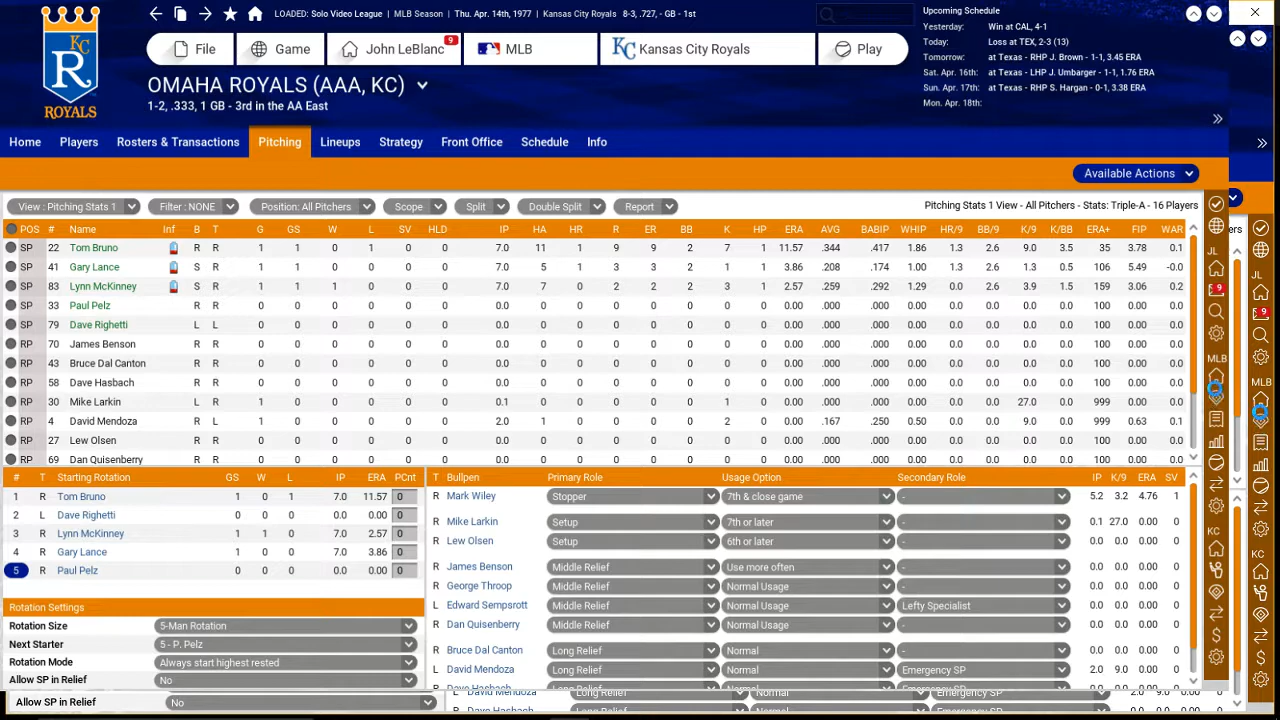 LOADED: Solo Video League | MLB Season | Thu. Apr. 14th, 1977 | Kansas City Royals 8-3, .727, - GB - 1st
Upcoming Schedule
Yesterday: Win at CAL, 4-1
Today: Loss at TEX, 2-3 (13)
Tomorrow: at Texas - RHP J. Brown - 1-1, 3.45 ERA
Sat. Apr. 16th: at Texas - LHP J. Umbarger - 1-1, 1.76 ERA
Sun. Apr. 17th: at Texas - RHP S. Hargan - 0-1, 3.38 ERA
Mon. Apr. 18th:
KC R ROYALS
File Game John LeBlanc 9 MLB KC Kansas City Royals Play
OMAHA ROYALS (AAA, KC)
1-2, .333, 1 GB - 3rd in the AA East
Home Players Rosters & Transactions Pitching Lineups Strategy Front Office Schedule Info
Available Actions
View : Pitching Stats 1 Filter : NONE Position: All Pitchers Scope Split Double Split Report Pitching Stats 1 View - All Pitchers - Stats: Triple-A - 16 Players
POS # Name Inf B T G GS W L SV HLD IP HA HR R ER BB K HP ERA AVG BABIP WHIP HR/9 BB/9 K/9 K/BB ERA+ FIP WAR
SP 22 Tom Bruno R R 1 1 0 1 0 0 7.0 11 1 9 9 2 7 1 11.57 .344 .417 1.86 1.3 2.6 9.0 3.5 35 3.78 0.1
SP 41 Gary Lance S R 1 1 0 0 0 0 7.0 5 1 3 3 2 1 1 3.86 .208 .174 1.00 1.3 2.6 1.3 0.5 106 5.49 -0.0
SP 83 Lynn McKinney S R 1 1 1 0 0 0 7.0 7 0 2 2 2 3 1 2.57 .259 .292 1.29 0.0 2.6 3.9 1.5 159 3.06 0.2
SP 33 Paul Pelz R R 0 0 0 0 0 0 0.0 0 0 0 0 0 0 0 0.00 .000 .000 0.00 0.0 0.0 0.0 0.0 100 0.00 0.0
SP 79 Dave Righetti L L 0 0 0 0 0 0 0.0 0 0 0 0 0 0 0 0.00 .000 .000 0.00 0.0 0.0 0.0 0.0 100 0.00 0.0
RP 70 James Benson R R 0 0 0 0 0 0 0.0 0 0 0 0 0 0 0 0.00 .000 .000 0.00 0.0 0.0 0.0 0.0 100 0.00 0.0
RP 43 Bruce Dal Canton R R 0 0 0 0 0 0 0.0 0 0 0 0 0 0 0 0.00 .000 .000 0.00 0.0 0.0 0.0 0.0 100 0.00 0.0
RP 58 Dave Hasbach R R 0 0 0 0 0 0 0.0 0 0 0 0 0 0 0 0.00 .000 .000 0.00 0.0 0.0 0.0 0.0 100 0.00 0.0
RP 30 Mike Larkin L R 1 0 0 0 0 0 0.1 0 0 0 0 0 1 0 0.00 .000 .000 0.00 0.0 0.0 27.0 0.0 999 0.00 0.0
RP 4 David Mendoza R L 1 0 0 0 0 0 2.0 1 0 0 0 0 2 0 0.00 .167 .250 0.50 0.0 0.0 9.0 0.0 999 0.63 0.1
RP 27 Lew Olsen R R 0 0 0 0 0 0 0.0 0 0 0 0 0 0 0 0.00 .000 .000 0.00 0.0 0.0 0.0 0.0 100 0.00 0.0
RP 69 Dan Quisenberry R R 0 0 0 0 0 0 0.0 0 0 0 0 0 0 0 0.00 .000 .000 0.00 0.0 0.0 0.0 0.0 100 0.00 0.0
# T Starting Rotation GS W L IP ERA PCnt
1 R Tom Bruno 1 0 1 7.0 11.57 0
2 L Dave Righetti 0 0 0 0.0 0.00 0
3 R Lynn McKinney 1 1 0 7.0 2.57 0
4 R Gary Lance 1 0 0 7.0 3.86 0
5 R Paul Pelz 0 0 0 0.0 0.00 0
Rotation Settings
Rotation Size 5-Man Rotation
Next Starter 5 - P. Pelz
Rotation Mode Always start highest rested
Allow SP in Relief No
Allow SP in Relief No
T Bullpen Primary Role Usage Option Secondary Role IP K/9 ERA SV
R Mark Wiley Stopper 7th & close game - 5.2 3.2 4.76 1
R Mike Larkin Setup 7th or later - 0.1 27.0 0.00 0
R Lew Olsen Setup 6th or later - 0.0 0.0 0.00 0
R James Benson Middle Relief Use more often - 0.0 0.0 0.00 0
R George Throop Middle Relief Normal Usage - 0.0 0.0 0.00 0
L Edward Sempsrott Middle Relief Normal Usage Lefty Specialist 0.0 0.0 0.00 0
R Dan Quisenberry Middle Relief Normal Usage - 0.0 0.0 0.00 0
R Bruce Dal Canton Long Relief Normal - 0.0 0.0 0.00 0
L David Mendoza Long Relief Normal Emergency SP 2.0 9.0 0.00 0
R Dave Hasbach Long Relief Normal Emergency SP 0.0 0.0 0.00 0
JL
9
MLB
KC
JL
9
MLB
KC